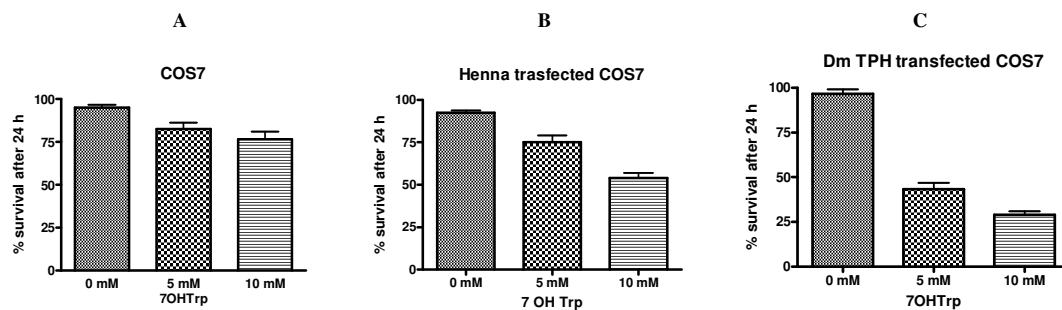 A
COS7
% survival after 24 h
100
75
50
25
0
0 mM
5 mM
10 mM
7OHTrp
B
Henna trasfected COS7
% survival after 24 h
100
75
50
25
0
0 mM
5 mM
10 mM
7 OH Trp
C
Dm TPH transfected COS7
% survival after 24 h
100
75
50
25
0
0 mM
5 mM
10 mM
7OHTrp